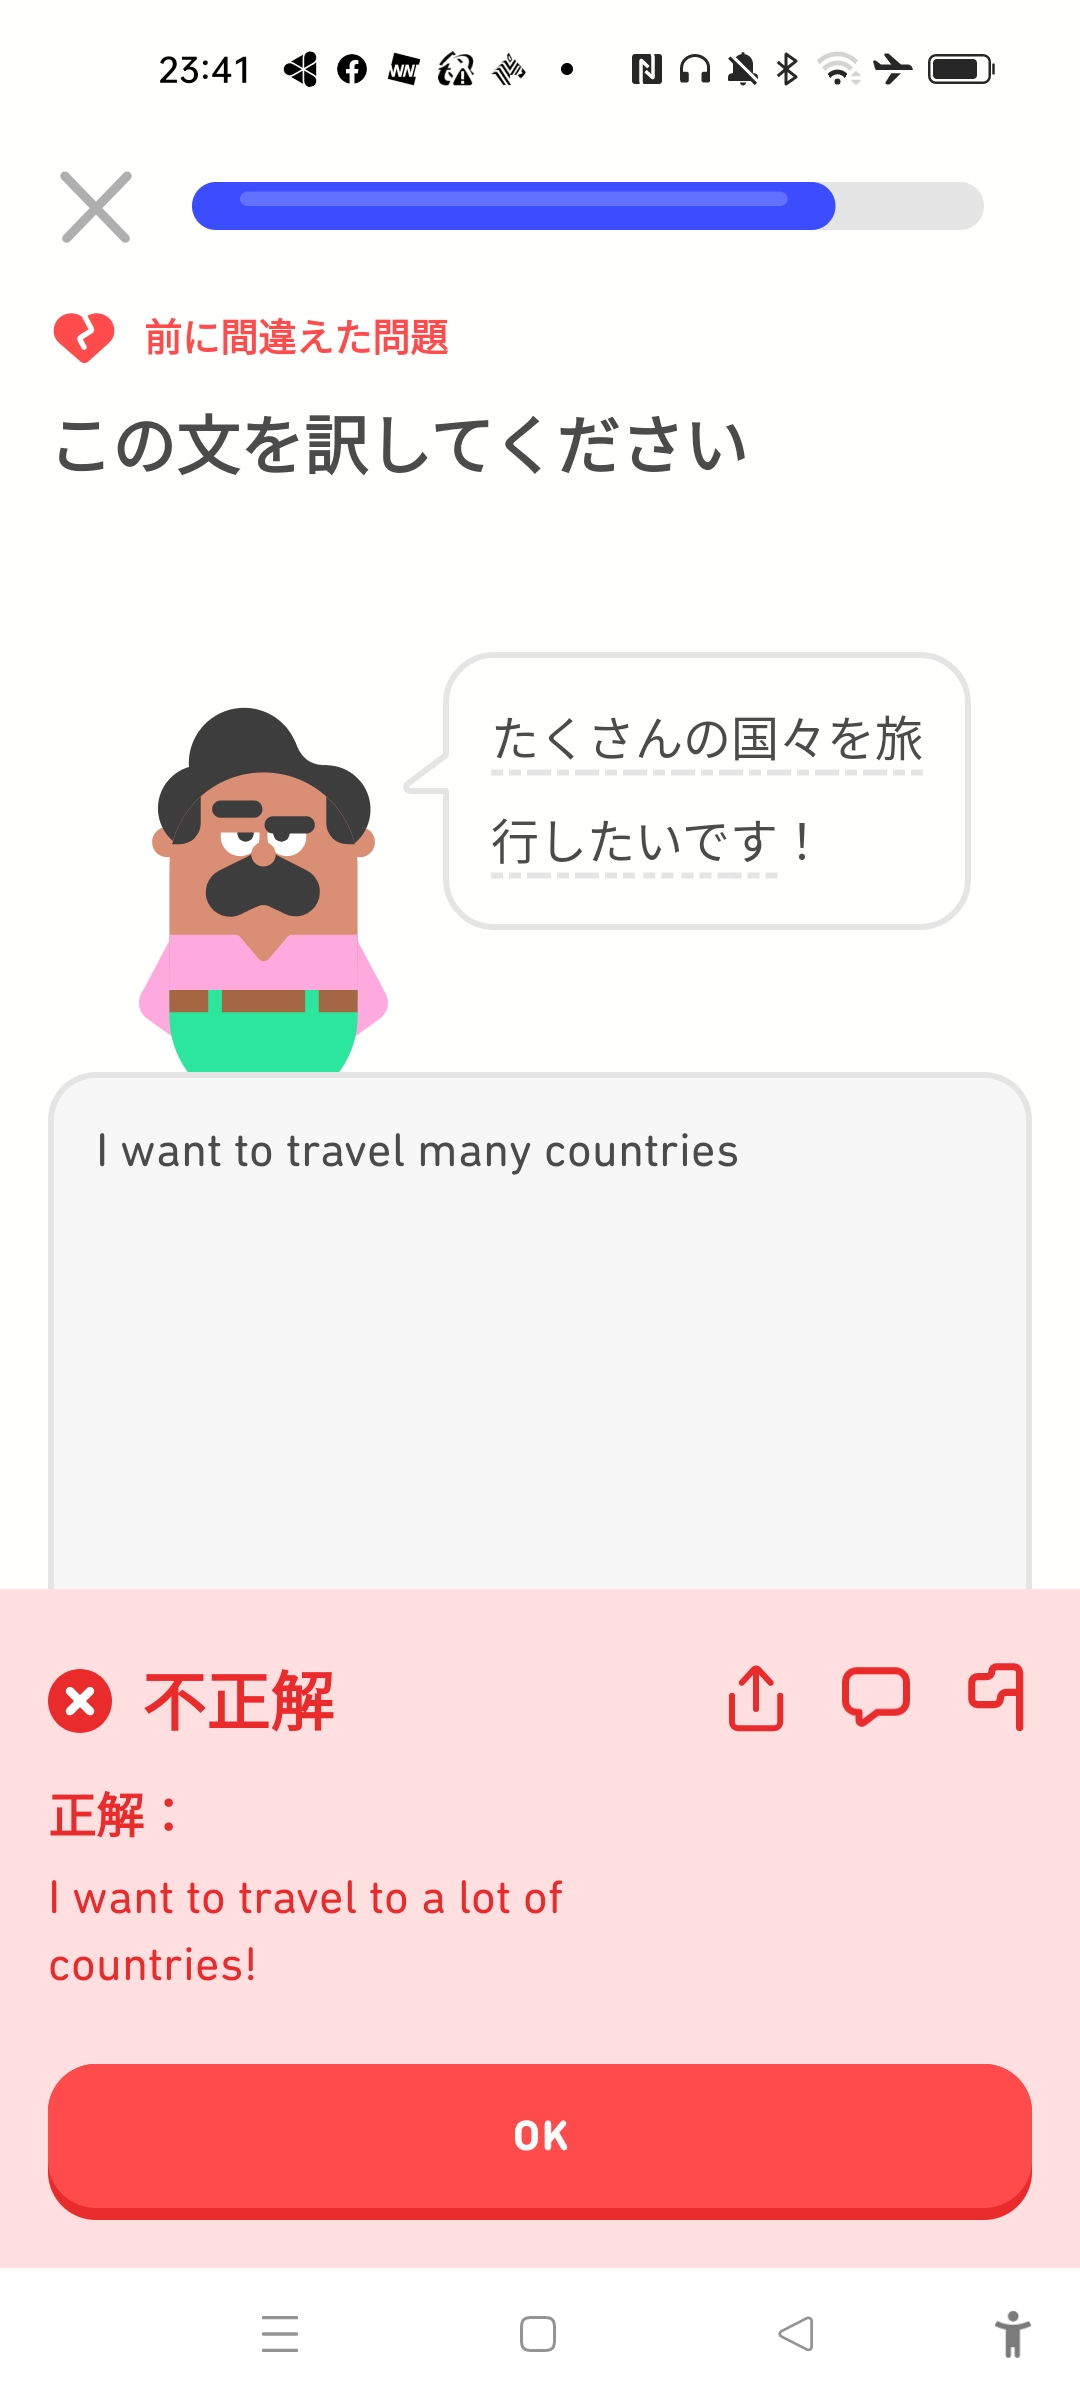 23:41
前に間違えた問題
この文を訳してください
たくさんの国々を旅
行したいです！
I want to travel many countries
不正解
正解：
I want to travel to a lot of
countries!
OK